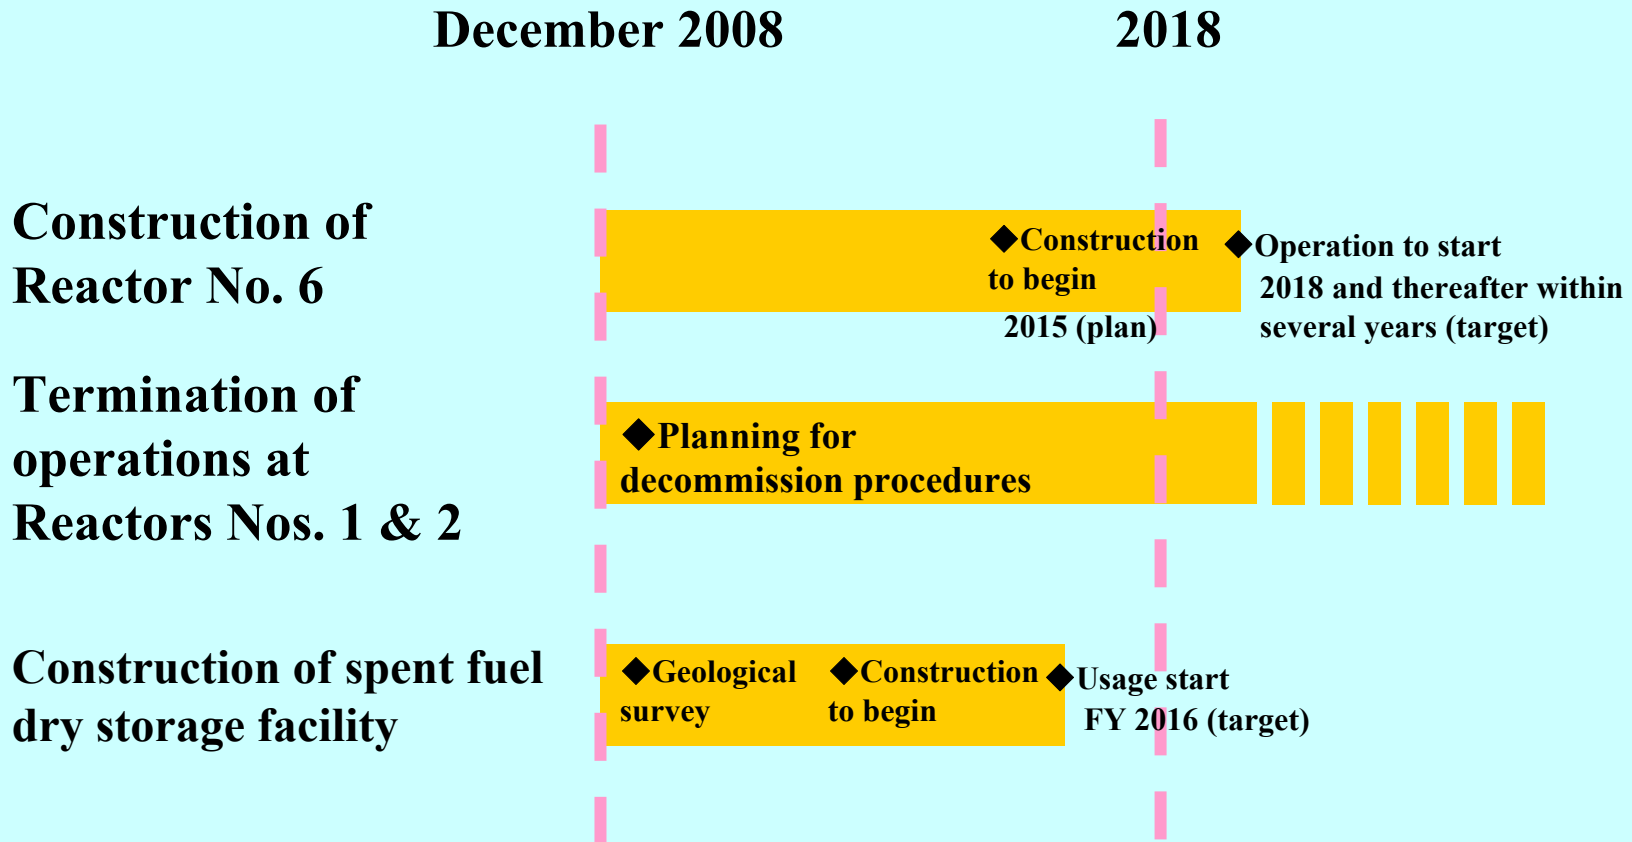 December 2008
2018
Construction of
Reactor No. 6
◆Construction
to begin
2015 (plan)
◆Operation to start
2018 and thereafter within
several years (target)
Termination of
operations at
Reactors Nos. 1 & 2
◆Planning for
decommission procedures
Construction of spent fuel
dry storage facility
◆Geological
survey
◆Construction
to begin
◆Usage start
FY 2016 (target)